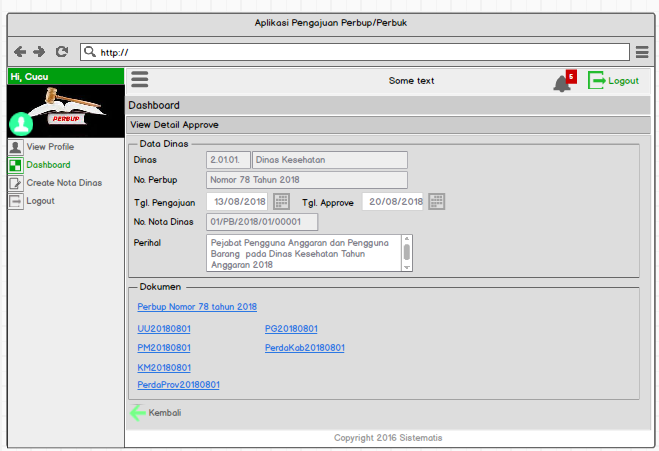 Aplikasi Pengajuan Perbup/Perbuk
http://
Hi, Cucu
Some text
5
Logout
PERBUP
Dashboard
View Detail Approve
View Profile
Dashboard
Create Nota Dinas
Logout
Data Dinas
Dinas 2.01.01. Dinas Kesehatan
No. Perbup Nomor 78 Tahun 2018
Tgl. Pengajuan 13/08/2018 Tgl. Approve 20/08/2018
No. Nota Dinas 01/PB/2018/01/00001
Perihal Pejabat Pengguna Anggaran dan Pengguna
Barang pada Dinas Kesehatan Tahun
Anggaran 2018
Dokumen
Perbup Nomor 78 tahun 2018
UU20180801 PG20180801
PM20180801 PerdaKab20180801
KM20180801
PerdaProv20180801
Kembali
Copyright 2016 Sistematis